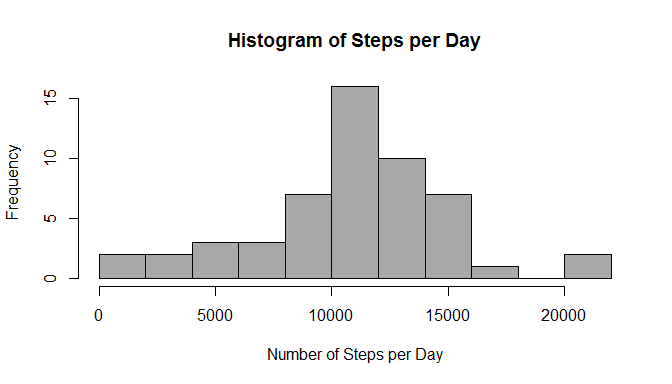 Histogram of Steps per Day
Frequency
15
10
5
0
0 5000 10000 15000 20000
Number of Steps per Day